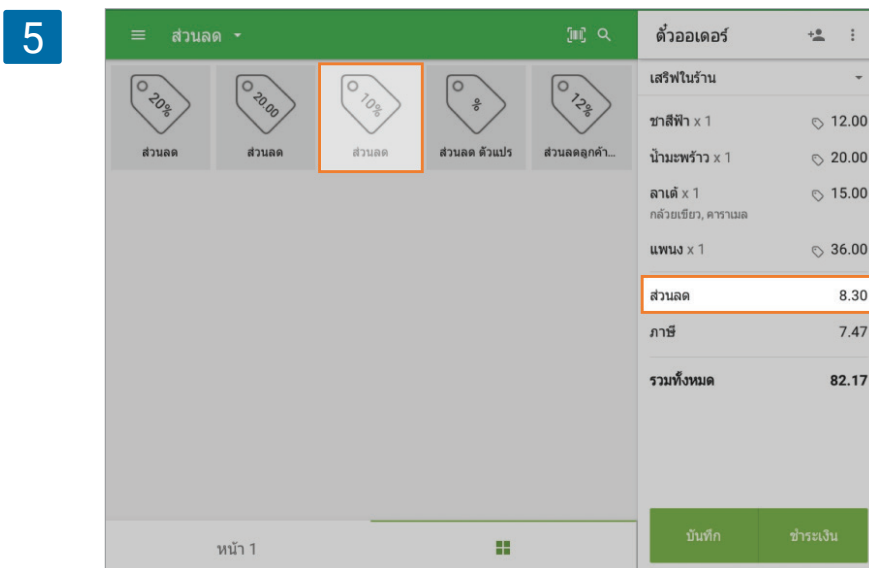 5
ส่วนลด
20%
ส่วนลด
20.00
ส่วนลด
10%
ส่วนลด
%
ส่วนลด ตัวแปร
12%
ส่วนลดลูกค้า...
หน้า 1
ตั๋วออเดอร์
เสริฟในร้าน
ชาสีฟ้า x 1 12.00
น้ำมะพร้าว x 1 20.00
ลาเต้ x 1 15.00
กล้วยเขียว, คาราเมล
แพนง x 1 36.00
ส่วนลด 8.30
ภาษี 7.47
รวมทั้งหมด 82.17
บันทึก ชำระเงิน